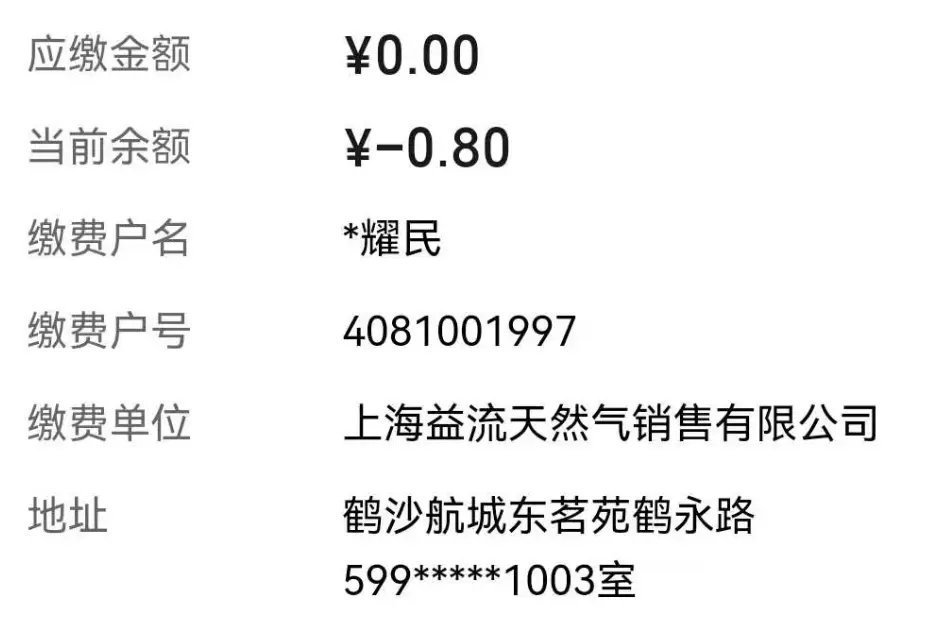 应缴金额 ¥0.00
当前余额 ¥-0.80
缴费户名 *耀民
缴费户号 4081001997
缴费单位 上海益流天然气销售有限公司
地址 鹤沙航城东茗苑鹤永路
599*****1003室